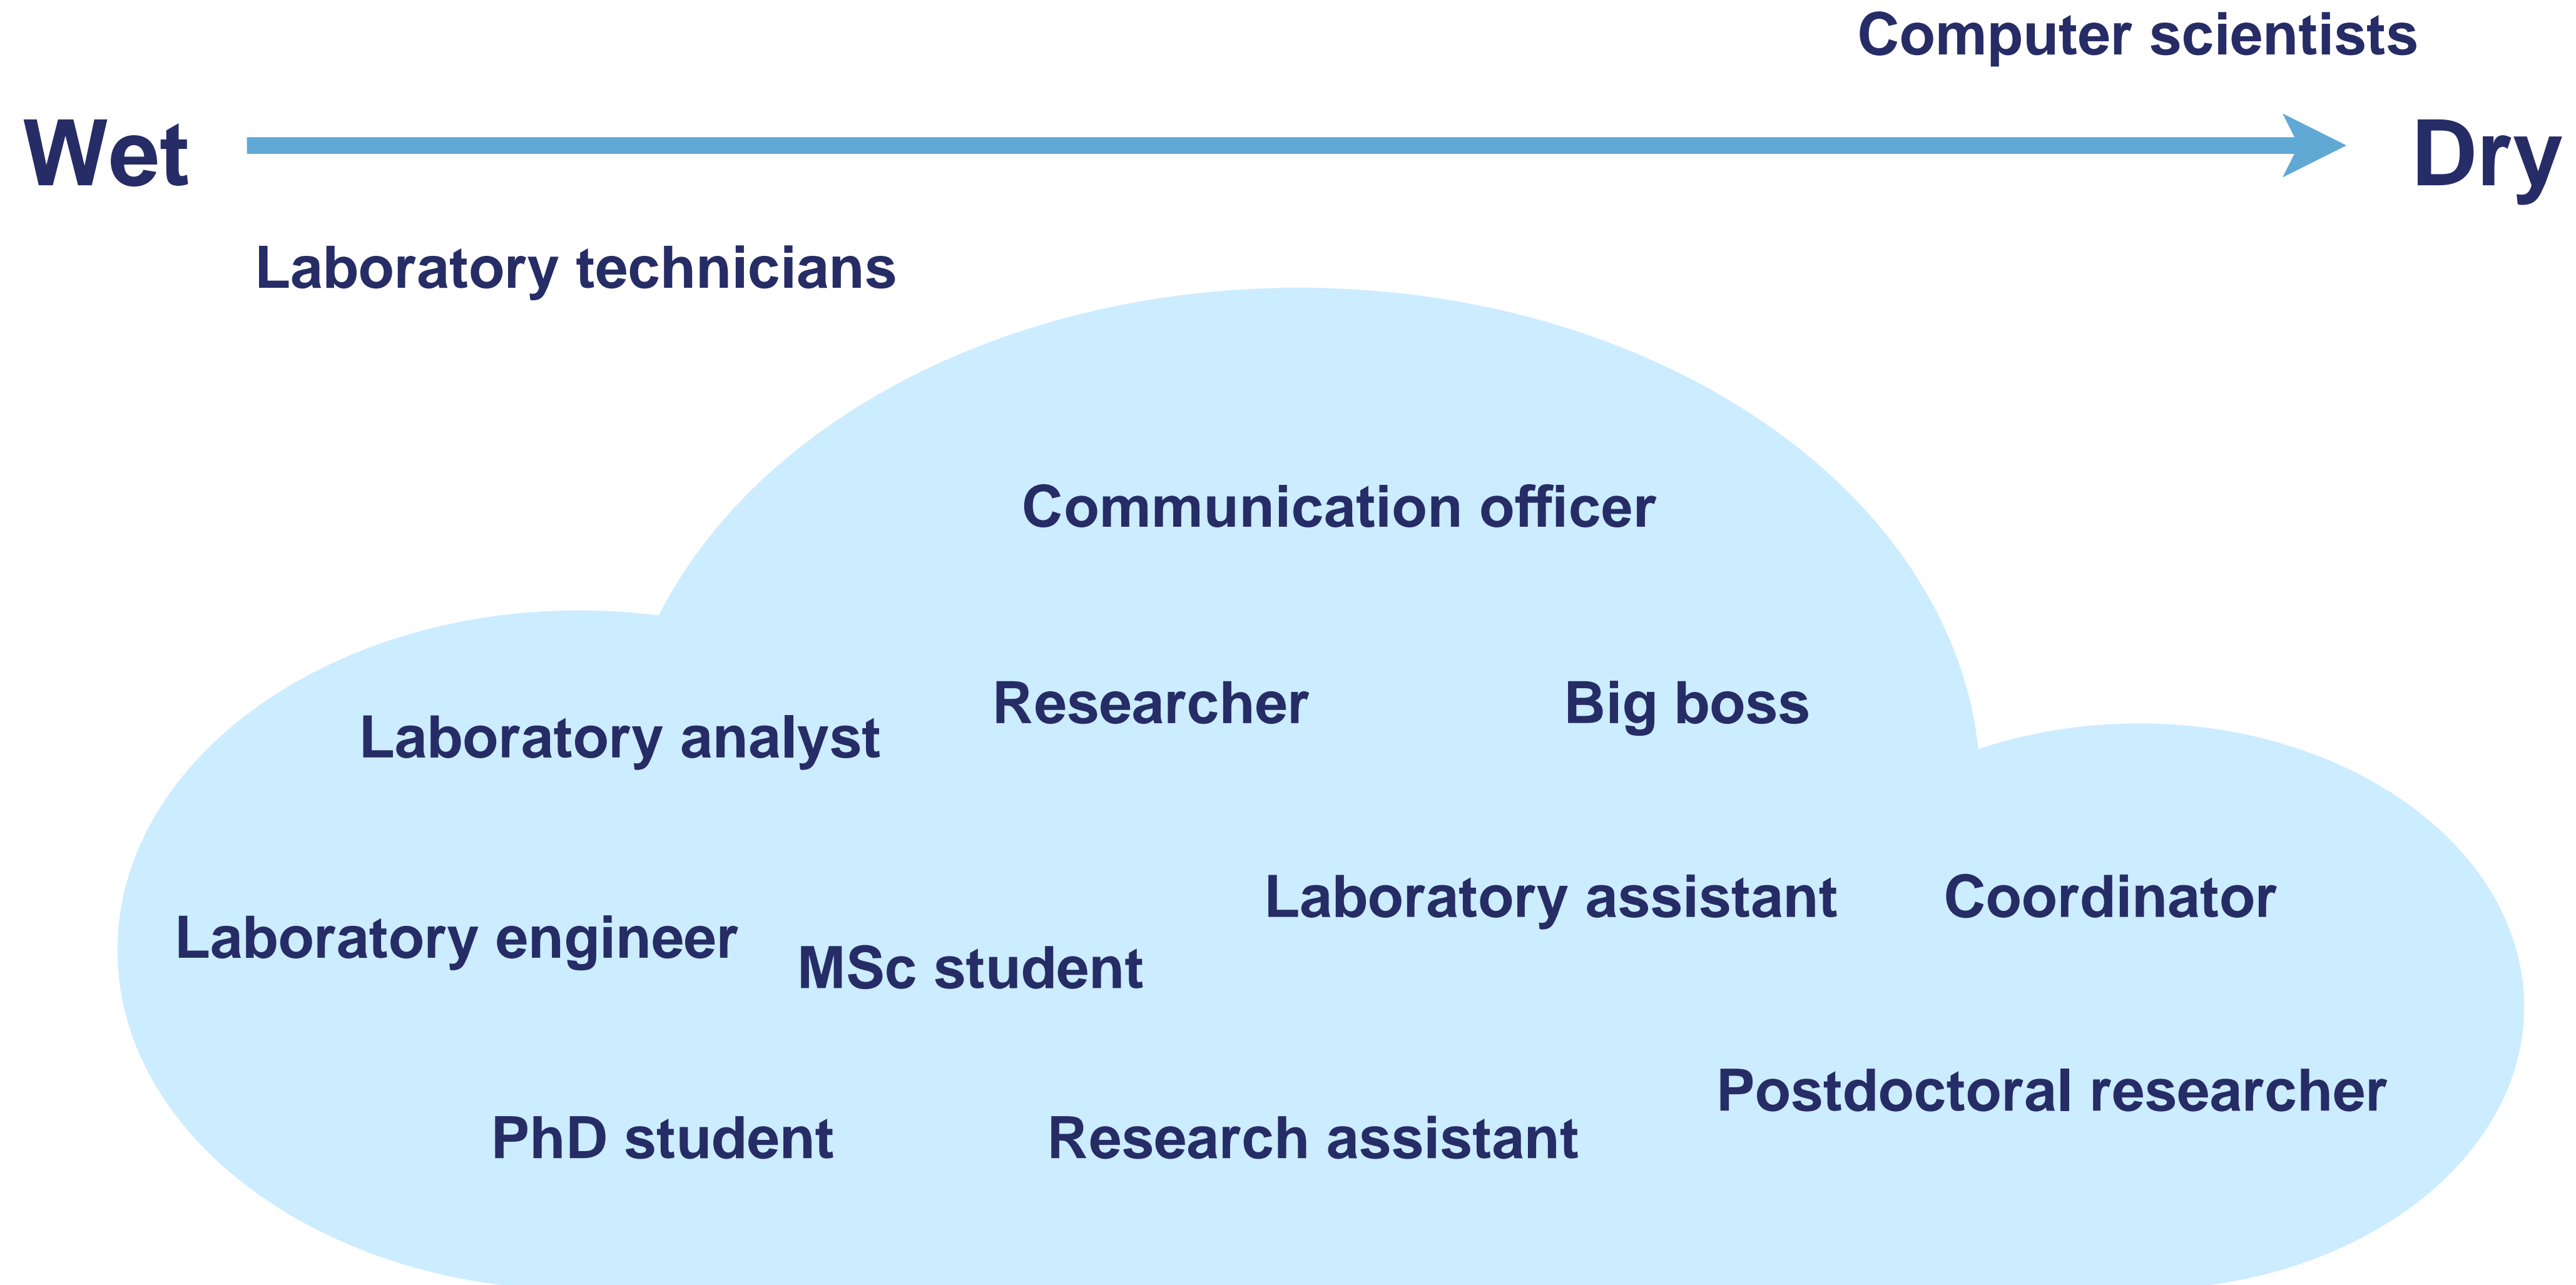 Computer scientists
Wet
Dry
Laboratory technicians
Communication officer
Researcher
Big boss
Laboratory analyst
Laboratory assistant
Coordinator
Laboratory engineer
MSc student
Postdoctoral researcher
PhD student
Research assistant